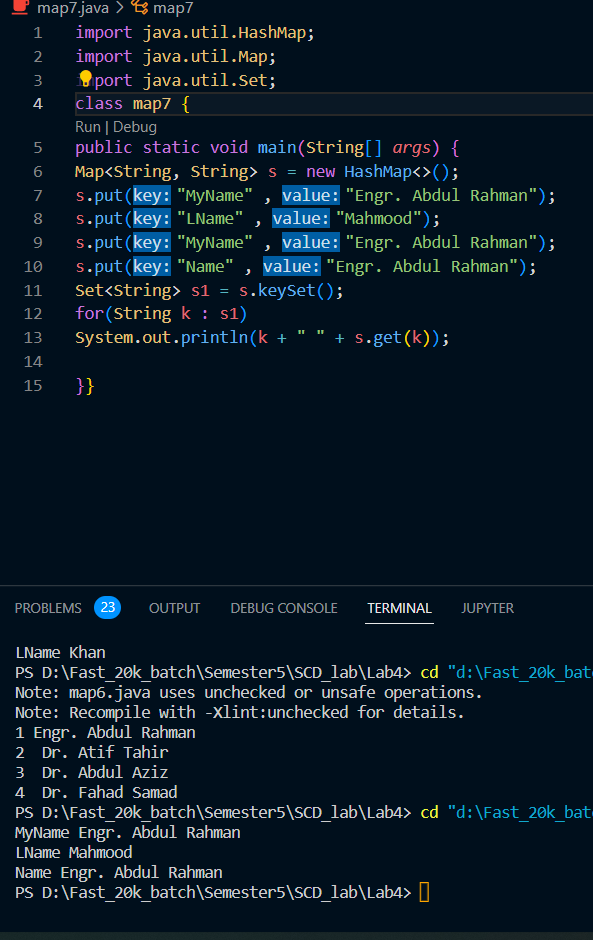 map7.java > map7
1 import java.util.HashMap;
2 import java.util.Map;
3 import java.util.Set;
4 class map7 {
Run | Debug
5 public static void main(String[] args) {
6 Map<String, String> s = new HashMap<>();
7 s.put(key: "MyName" , value: "Engr. Abdul Rahman");
8 s.put(key: "LName" , value: "Mahmood");
9 s.put(key: "MyName" , value: "Engr. Abdul Rahman");
10 s.put(key: "Name" , value: "Engr. Abdul Rahman");
11 Set<String> s1 = s.keySet();
12 for(String k : s1)
13 System.out.println(k + " " + s.get(k));
14
15 }}
PROBLEMS 23 OUTPUT DEBUG CONSOLE TERMINAL JUPYTER
LName Khan
PS D:\Fast_20k_batch\Semester5\SCD_lab\Lab4> cd "d:\Fast_20k_bat
Note: map6.java uses unchecked or unsafe operations.
Note: Recompile with -Xlint:unchecked for details.
1 Engr. Abdul Rahman
2  Dr. Atif Tahir
3  Dr. Abdul Aziz
4  Dr. Fahad Samad
PS D:\Fast_20k_batch\Semester5\SCD_lab\Lab4> cd "d:\Fast_20k_bat
MyName Engr. Abdul Rahman
LName Mahmood
Name Engr. Abdul Rahman
PS D:\Fast_20k_batch\Semester5\SCD_lab\Lab4>